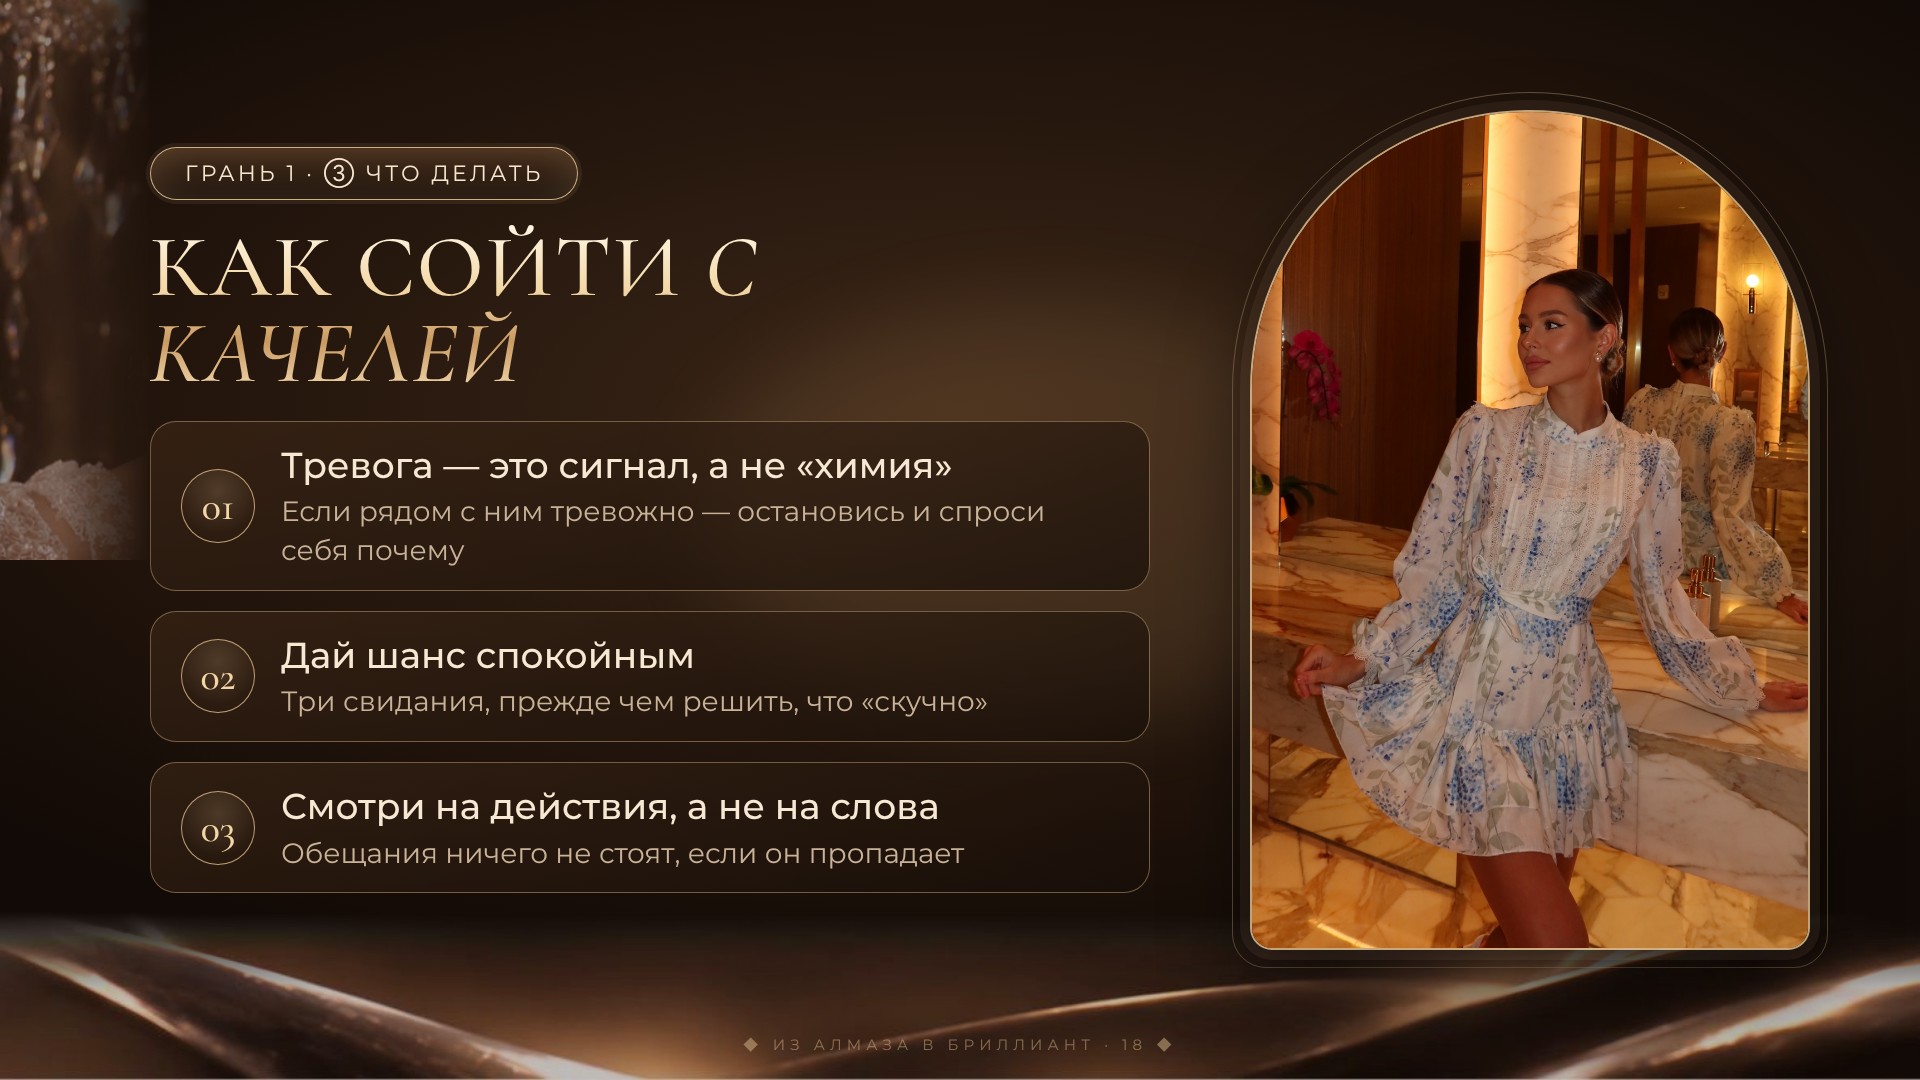 ГРАНЬ 1 · ③ ЧТО ДЕЛАТЬ
КАК СОЙТИ С
КАЧЕЛЕЙ
01
Тревога — это сигнал, а не «химия»
Если рядом с ним тревожно — остановись и спроси
себя почему
02
Дай шанс спокойным
Три свидания, прежде чем решить, что «скучно»
03
Смотри на действия, а не на слова
Обещания ничего не стоят, если он пропадает
◆ ИЗ АЛМАЗА В БРИЛЛИАНТ · 18 ◆